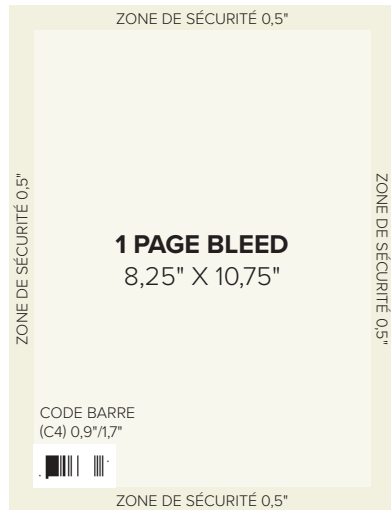 ZONE DE SÉCURITÉ 0,5"
ZONE DE SÉCURITÉ 0,5"
ZONE DE SÉCURITÉ 0,5"
1 PAGE BLEED
8,25" X 10,75"
CODE BARRE
(C4) 0,9"/1,7"
ZONE DE SÉCURITÉ 0,5"